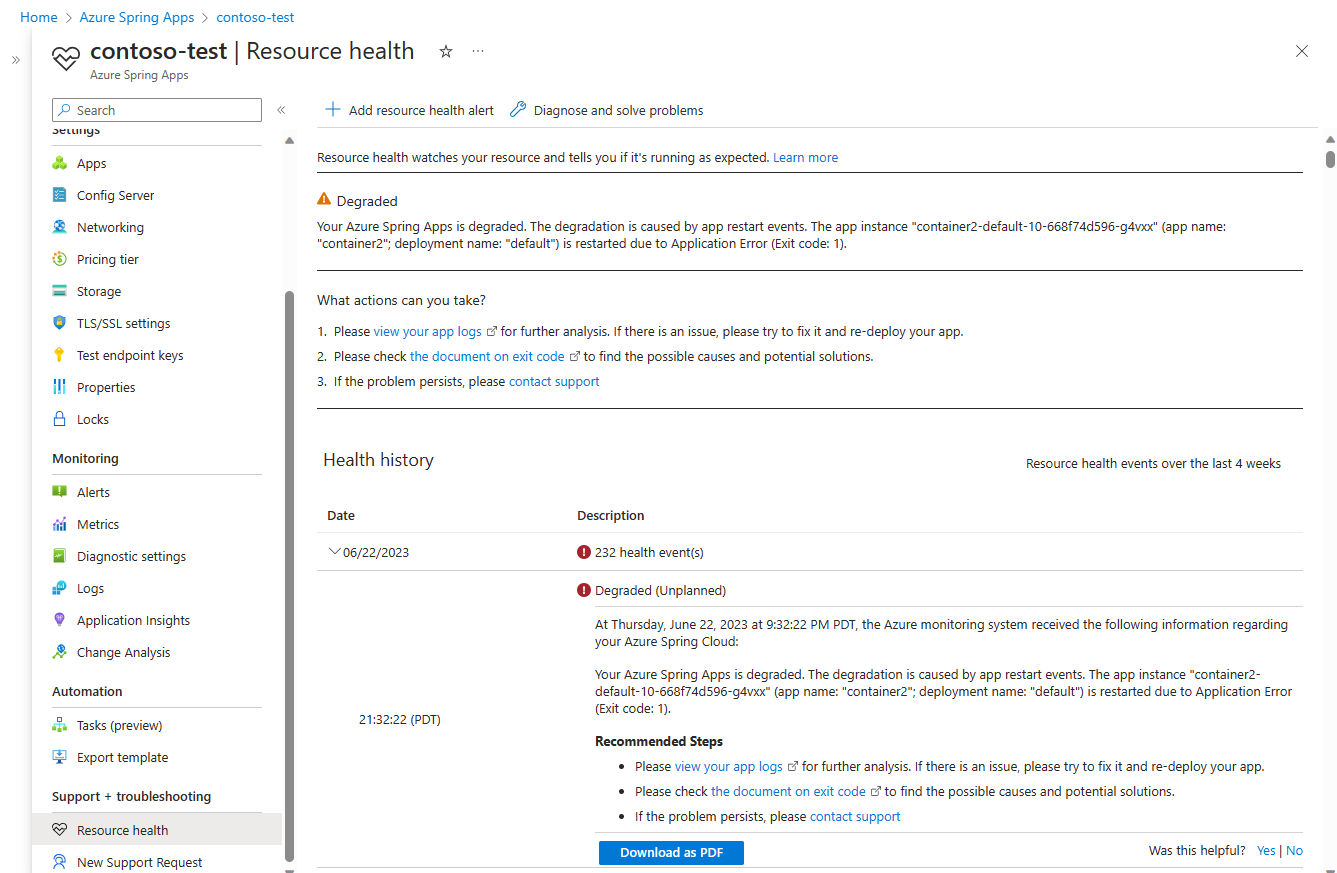 Home > Azure Spring Apps > contoso-test
»
contoso-test | Resource health
...
Azure Spring Apps
Search
«
Settings
Apps
Config Server
Networking
Pricing tier
Storage
TLS/SSL settings
Test endpoint keys
Properties
Locks
Monitoring
Alerts
Metrics
Diagnostic settings
Logs
Application Insights
Change Analysis
Automation
Tasks (preview)
Export template
Support + troubleshooting
Resource health
New Support Request
Add resource health alert
Diagnose and solve problems
Resource health watches your resource and tells you if it's running as expected. Learn more
Degraded
Your Azure Spring Apps is degraded. The degradation is caused by app restart events. The app instance "container2-default-10-668f74d596-g4vxx" (app name:
"container2"; deployment name: "default") is restarted due to Application Error (Exit code: 1).
What actions can you take?
1. Please view your app logs for further analysis. If there is an issue, please try to fix it and re-deploy your app.
2. Please check the document on exit code to find the possible causes and potential solutions.
3. If the problem persists, please contact support
Health history
Resource health events over the last 4 weeks
Date
Description
06/22/2023
232 health event(s)
21:32:22 (PDT)
Degraded (Unplanned)
At Thursday, June 22, 2023 at 9:32:22 PM PDT, the Azure monitoring system received the following information regarding
your Azure Spring Cloud:
Your Azure Spring Apps is degraded. The degradation is caused by app restart events. The app instance "container2-
default-10-668f74d596-g4vxx" (app name: "container2"; deployment name: "default") is restarted due to Application Error
(Exit code: 1).
Recommended Steps
• Please view your app logs for further analysis. If there is an issue, please try to fix it and re-deploy your app.
• Please check the document on exit code to find the possible causes and potential solutions.
• If the problem persists, please contact support
Download as PDF
Was this helpful? Yes | No